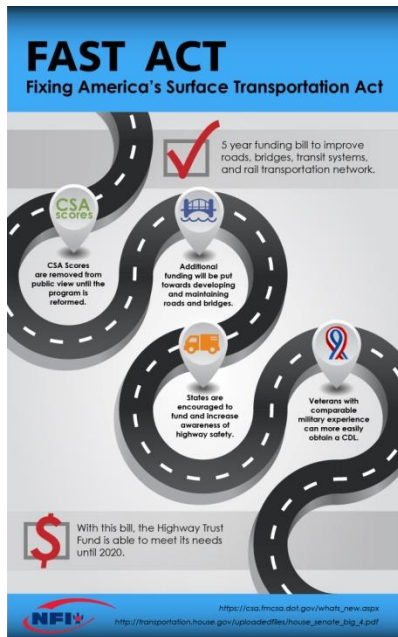 FAST ACT
Fixing America's Surface Transportation Act
5 year funding bill to improve
roads, bridges, transit systems,
and rail transportation network.
CSA
scores
CSA Scores
are removed from
public view until the
program is
reformed.
Additional
funding will be put
towards developing
and maintaining
roads and bridges.
States are
encouraged to
fund and increase
awareness of
highway safety.
Veterans with
comparable
military experience
can more easily
obtain a CDL.
$
With this bill, the Highway Trust
Fund is able to meet its needs
until 2020.
NFI
https://csa.fmcsa.dot.gov/whats_new.aspx
http://transportation.house.gov/uploadedfiles/house_senate_big_4.pdf